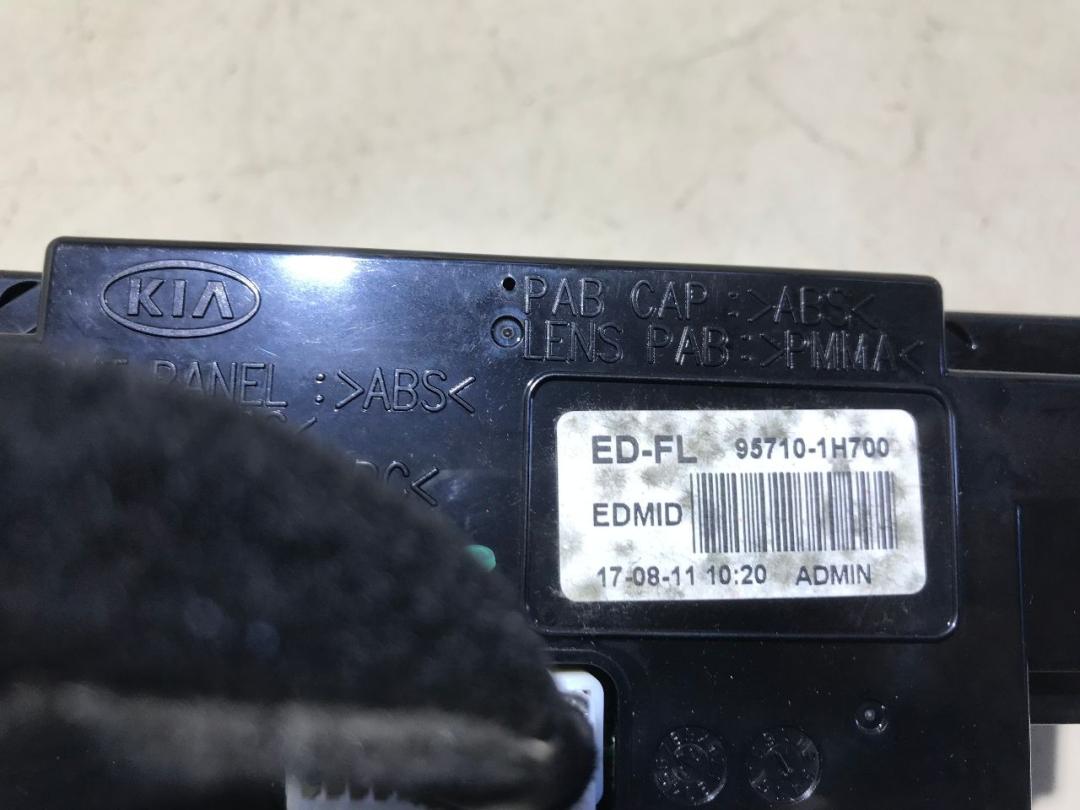 KIA
PAB CAP : >ABS<
LENS PAB : >PMMA<
PANEL : >ABS<
ED-FL 95710-1H700
EDMID
17-08-11 10:20 ADMIN